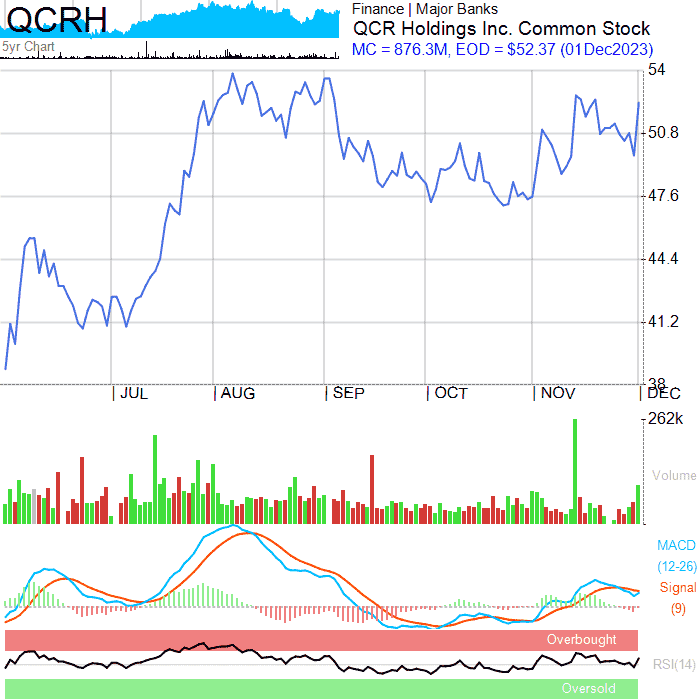 QCRH
5yr Chart
Finance | Major Banks
QCR Holdings Inc. Common Stock
MC = 876.3M, EOD = $52.37 (01Dec2023)
54
50.8
47.6
44.4
41.2
38
JUL
AUG
SEP
OCT
NOV
DEC
262k
Volume
MACD
(12-26)
Signal
(9)
Overbought
RSI(14)
Oversold